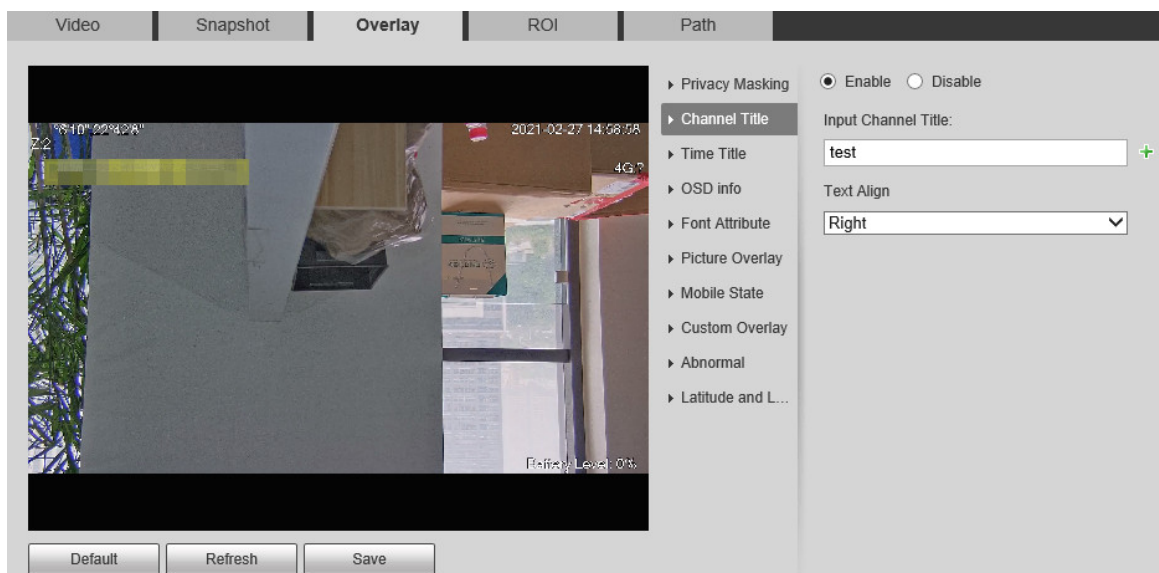 Video
Snapshot
Overlay
ROI
Path
2021-02-27 14:58:58
Z:2
4G:?
Battery Level: 0%
Privacy Masking
Channel Title
Time Title
OSD info
Font Attribute
Picture Overlay
Mobile State
Custom Overlay
Abnormal
Latitude and L...
Enable
Disable
Input Channel Title:
test
Text Align
Right
Default
Refresh
Save